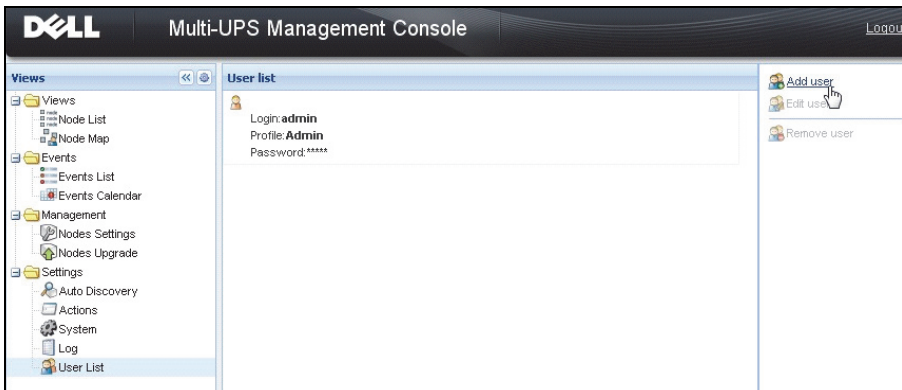 DELL Multi-UPS Management Console
Views
Views
Node List
Node Map
Events
Events List
Events Calendar
Management
Nodes Settings
Nodes Upgrade
Settings
Auto Discovery
Actions
System
Log
User List
User list
Login:admin
Profile:Admin
Password:*****
Add user
Edit
Remove user